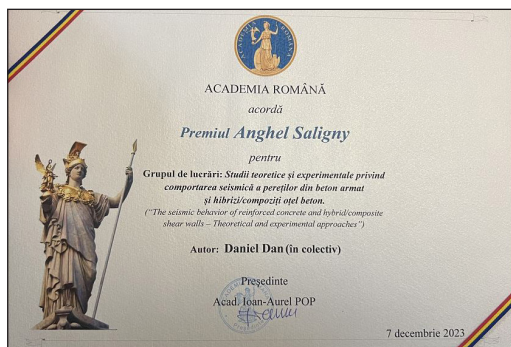 ACADEMIA ROMÂNĂ
acordă
Premiul Anghel Saligny
pentru
Grupul de lucrări: Studii teoretice și experimentale privind
comportarea seismică a pereților din beton armat
și hibrizi/compoziți oțel beton.
("The seismic behavior of reinforced concrete and hybrid/composite
shear walls – Theoretical and experimental approaches")
Autor: Daniel Dan (în colectiv)
Președinte
Acad. Ioan-Aurel POP
7 decembrie 2023